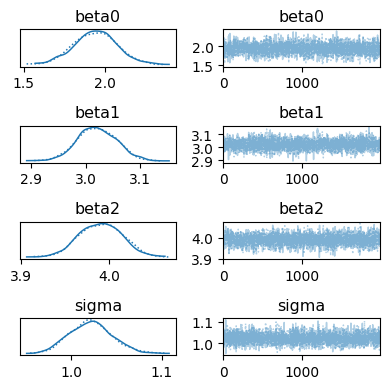 beta0 beta0
2.0
1.5
1.5 2.0 0 1000
beta1 beta1
3.1
3.0
2.9
2.9 3.0 3.1 0 1000
beta2 beta2
4.0
3.9
3.9 4.0 0 1000
sigma sigma
1.1
1.0
1.0 1.1 0 1000